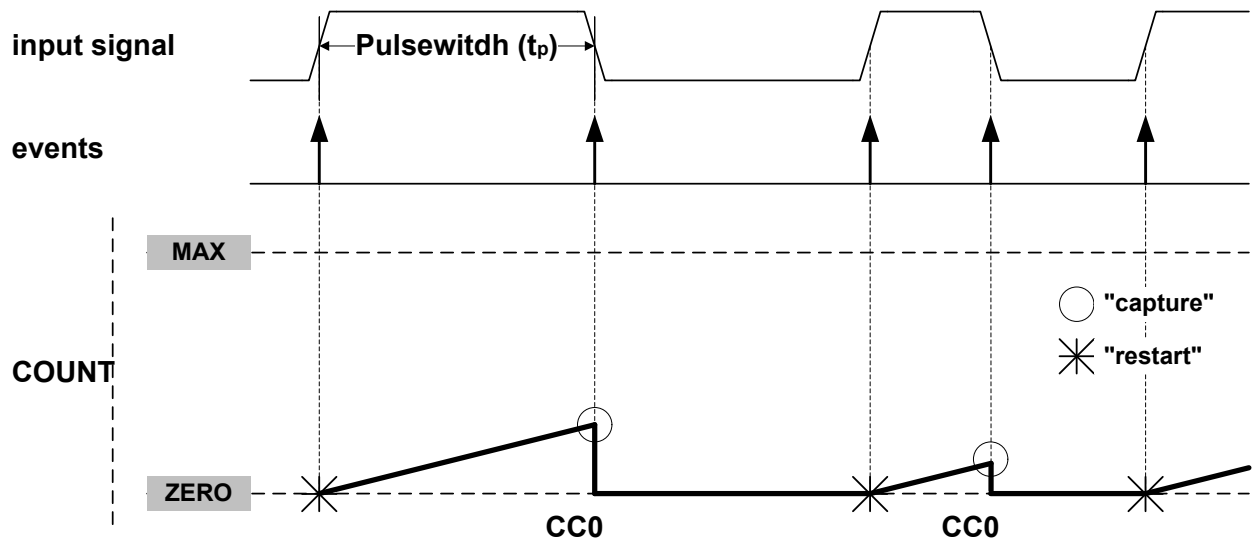 input signal
Pulsewitdh (tp)
events
MAX
"capture"
"restart"
COUNT
ZERO
CC0
CC0